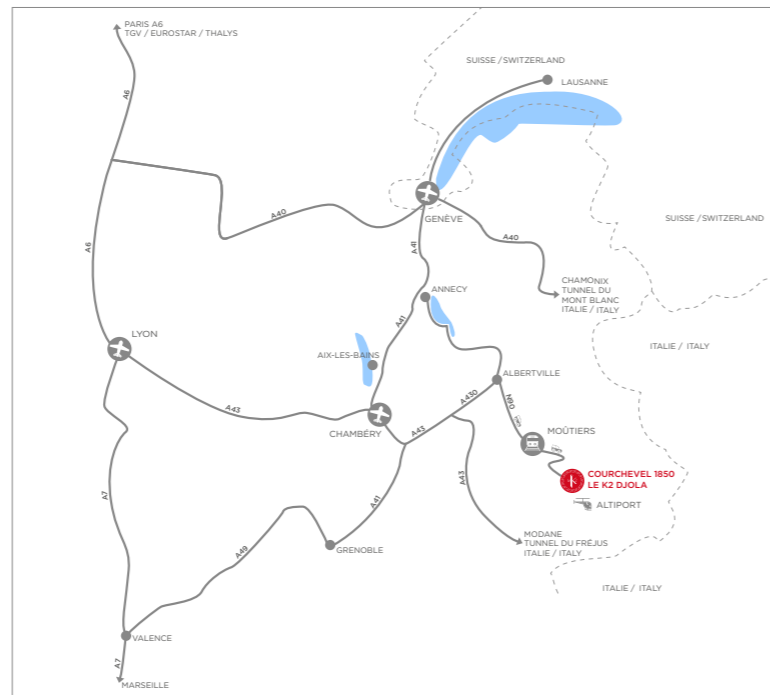 PARIS A6
TGV / EUROSTAR / THALYS
SUISSE / SWITZERLAND
LAUSANNE
A6
GENÈVE
A40
A41
A40
SUISSE / SWITZERLAND
A6
ANNECY
CHAMONIX
TUNNEL DU
MONT BLANC
ITALIE / ITALY
LYON
A41
AIX-LES-BAINS
ITALIE / ITALY
ALBERTVILLE
A43
A430
N90
CHAMBÉRY
A43
MOÛTIERS
COURCHEVEL 1850
LE K2 DJOLA
A43
ALTIPORT
A7
A41
MODANE
TUNNEL DU FRÉJUS
ITALIE / ITALY
A49
GRENOBLE
ITALIE / ITALY
VALENCE
A7
MARSEILLE